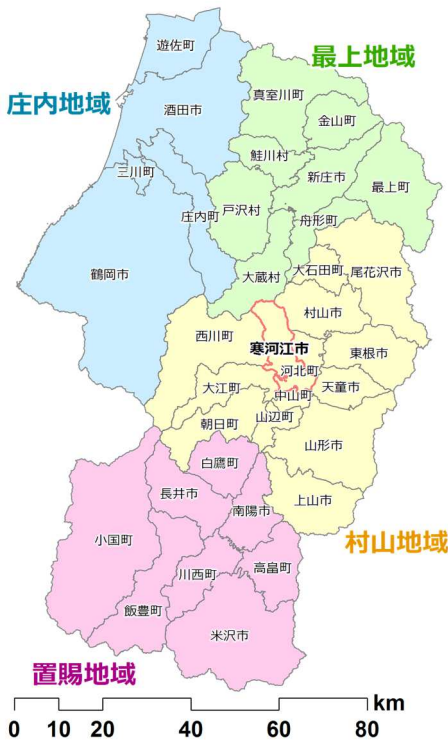 遊佐町
最上地域
真室川町
庄内地域
酒田市
金山町
鮭川村
三川町
新庄市
最上町
庄内町
戸沢村
舟形町
鶴岡市
大蔵村
大石田町
尾花沢市
村山市
西川町
寒河江市
東根市
河北町
大江町
天童市
中山町
朝日町
山辺町
山形市
白鷹町
長井市
上山市
南陽市
小国町
村山地域
川西町
高畠町
飯豊町
米沢市
置賜地域
km
0 10 20 40 60 80